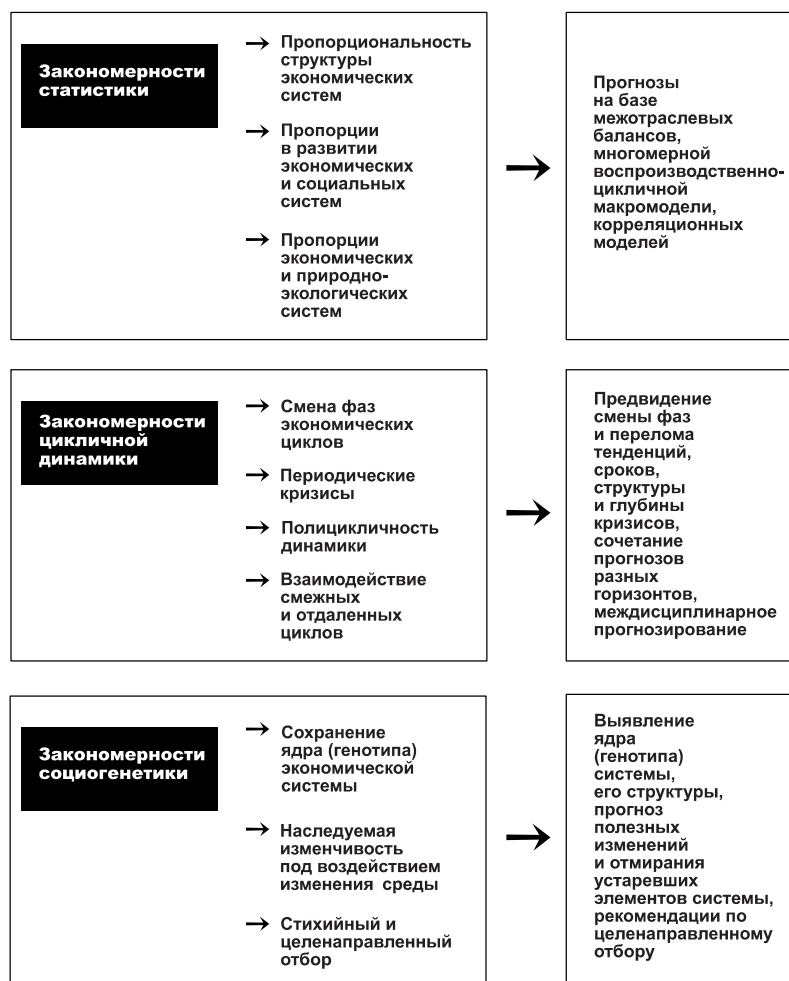 Закономерности
статистики
Пропорциональность
структуры
экономических
систем
Пропорции
в развитии
экономических
и социальных
систем
Пропорции
экономических
и природно-
экологических
систем
Прогнозы
на базе
межотраслевых
балансов,
многомерной
воспроизводственно-
цикличной
макромодели,
корреляционных
моделей
Закономерности
цикличной
динамики
Смена фаз
экономических
циклов
Периодические
кризисы
Полицикличность
динамики
Взаимодействие
смежных
и отдаленных
циклов
Предвидение
смены фаз
и перелома
тенденций,
сроков,
структуры
и глубины
кризисов,
сочетание
прогнозов
разных
горизонтов,
междисциплинарное
прогнозирование
Закономерности
социогенетики
Сохранение
ядра (генотипа)
экономической
системы
Наследуемая
изменчивость
под воздействием
изменения среды
Стихийный и
целенаправленный
отбор
Выявление
ядра
(генотипа)
системы,
его структуры,
прогноз
полезных
изменений
и отмирания
устаревших
элементов системы,
рекомендации по
целенаправленному
отбору